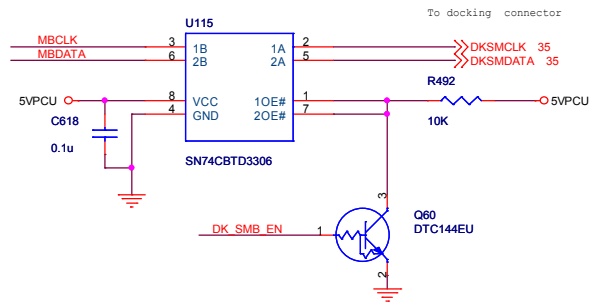 To docking connector
U115
MBCLK 3 1B 1A 2 DKSMCLK 35
MBDATA 6 2B 2A 5 DKSMDATA 35
R492
5VPCU 8 VCC 1OE# 1 5VPCU
4 GND 2OE# 7
C618 10K
0.1u SN74CBTD3306
3 Q60
DTC144EU
DK_SMB_EN 1
2